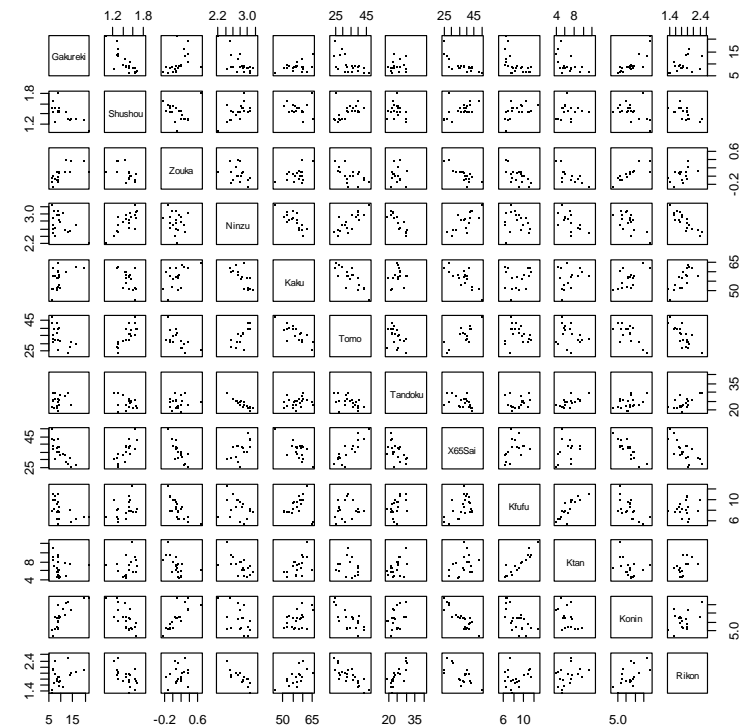 1.2 1.8 2.2 3.0 25 45 25 45 4 8 1.4 2.4
Gakureki 5 15
1.2 1.8 Shushou
Zouka -0.2 0.6
2.2 3.0 Ninzu
Kaku 50 65
25 45 Tomo
Tandoku 20 35
25 45 X65Sai
Kfufu 6 10
4 8 Ktan
Konin 5.0
1.4 2.4 Rikon
5 15 -0.2 0.6 50 65 20 35 6 10 5.0